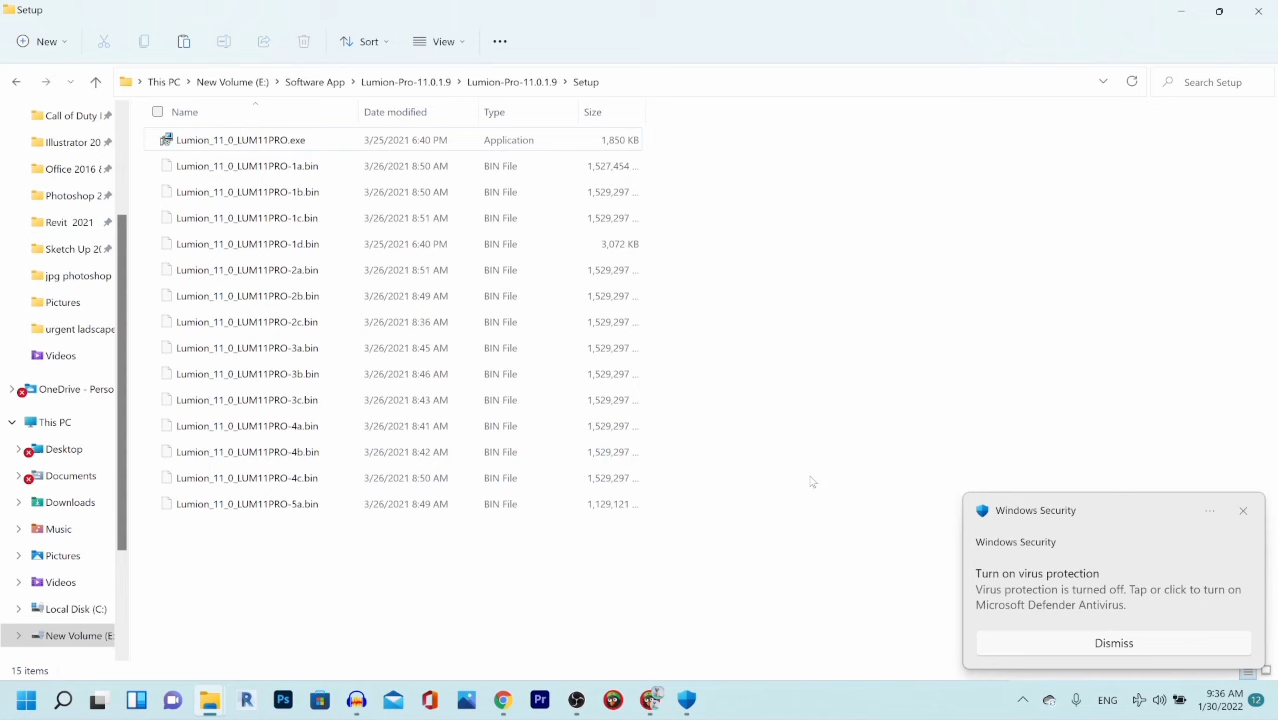 Setup
New
Sort
View
This PC
New Volume (E:)
Software App
Lumion-Pro-11.0.1.9
Lumion-Pro-11.0.1.9
Setup
Search Setup
Name
Date modified
Type
Size
Call of Duty
Illustrator 20
Office 2016 &
Photoshop 2
Revit 2021
Sketch Up 20
jpg photoshop
Pictures
urgent ladscape
Videos
OneDrive - Perso
This PC
Desktop
Documents
Downloads
Music
Pictures
Videos
Local Disk (C:)
New Volume (E:
Lumion_11_0_LUM11PRO.exe 3/25/2021 6:40 PM Application 1,850 KB
Lumion_11_0_LUM11PRO-1a.bin 3/26/2021 8:50 AM BIN File 1,527,454 ...
Lumion_11_0_LUM11PRO-1b.bin 3/26/2021 8:50 AM BIN File 1,529,297 ...
Lumion_11_0_LUM11PRO-1c.bin 3/26/2021 8:51 AM BIN File 1,529,297 ...
Lumion_11_0_LUM11PRO-1d.bin 3/25/2021 6:40 PM BIN File 3,072 KB
Lumion_11_0_LUM11PRO-2a.bin 3/26/2021 8:51 AM BIN File 1,529,297 ...
Lumion_11_0_LUM11PRO-2b.bin 3/26/2021 8:49 AM BIN File 1,529,297 ...
Lumion_11_0_LUM11PRO-2c.bin 3/26/2021 8:36 AM BIN File 1,529,297 ...
Lumion_11_0_LUM11PRO-3a.bin 3/26/2021 8:45 AM BIN File 1,529,297 ...
Lumion_11_0_LUM11PRO-3b.bin 3/26/2021 8:46 AM BIN File 1,529,297 ...
Lumion_11_0_LUM11PRO-3c.bin 3/26/2021 8:43 AM BIN File 1,529,297 ...
Lumion_11_0_LUM11PRO-4a.bin 3/26/2021 8:41 AM BIN File 1,529,297 ...
Lumion_11_0_LUM11PRO-4b.bin 3/26/2021 8:42 AM BIN File 1,529,297 ...
Lumion_11_0_LUM11PRO-4c.bin 3/26/2021 8:50 AM BIN File 1,529,297 ...
Lumion_11_0_LUM11PRO-5a.bin 3/26/2021 8:49 AM BIN File 1,129,121 ...
Windows Security
Windows Security
Turn on virus protection
Virus protection is turned off. Tap or click to turn on
Microsoft Defender Antivirus.
Dismiss
15 items
R
Ps
Pr
ENG
9:36 AM
1/30/2022
12